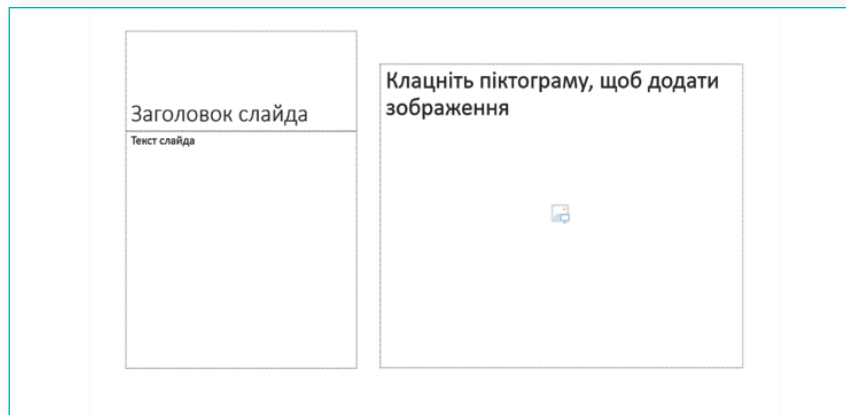 Заголовок слайда
Текст слайда
Клацніть піктограму, щоб додати
зображення